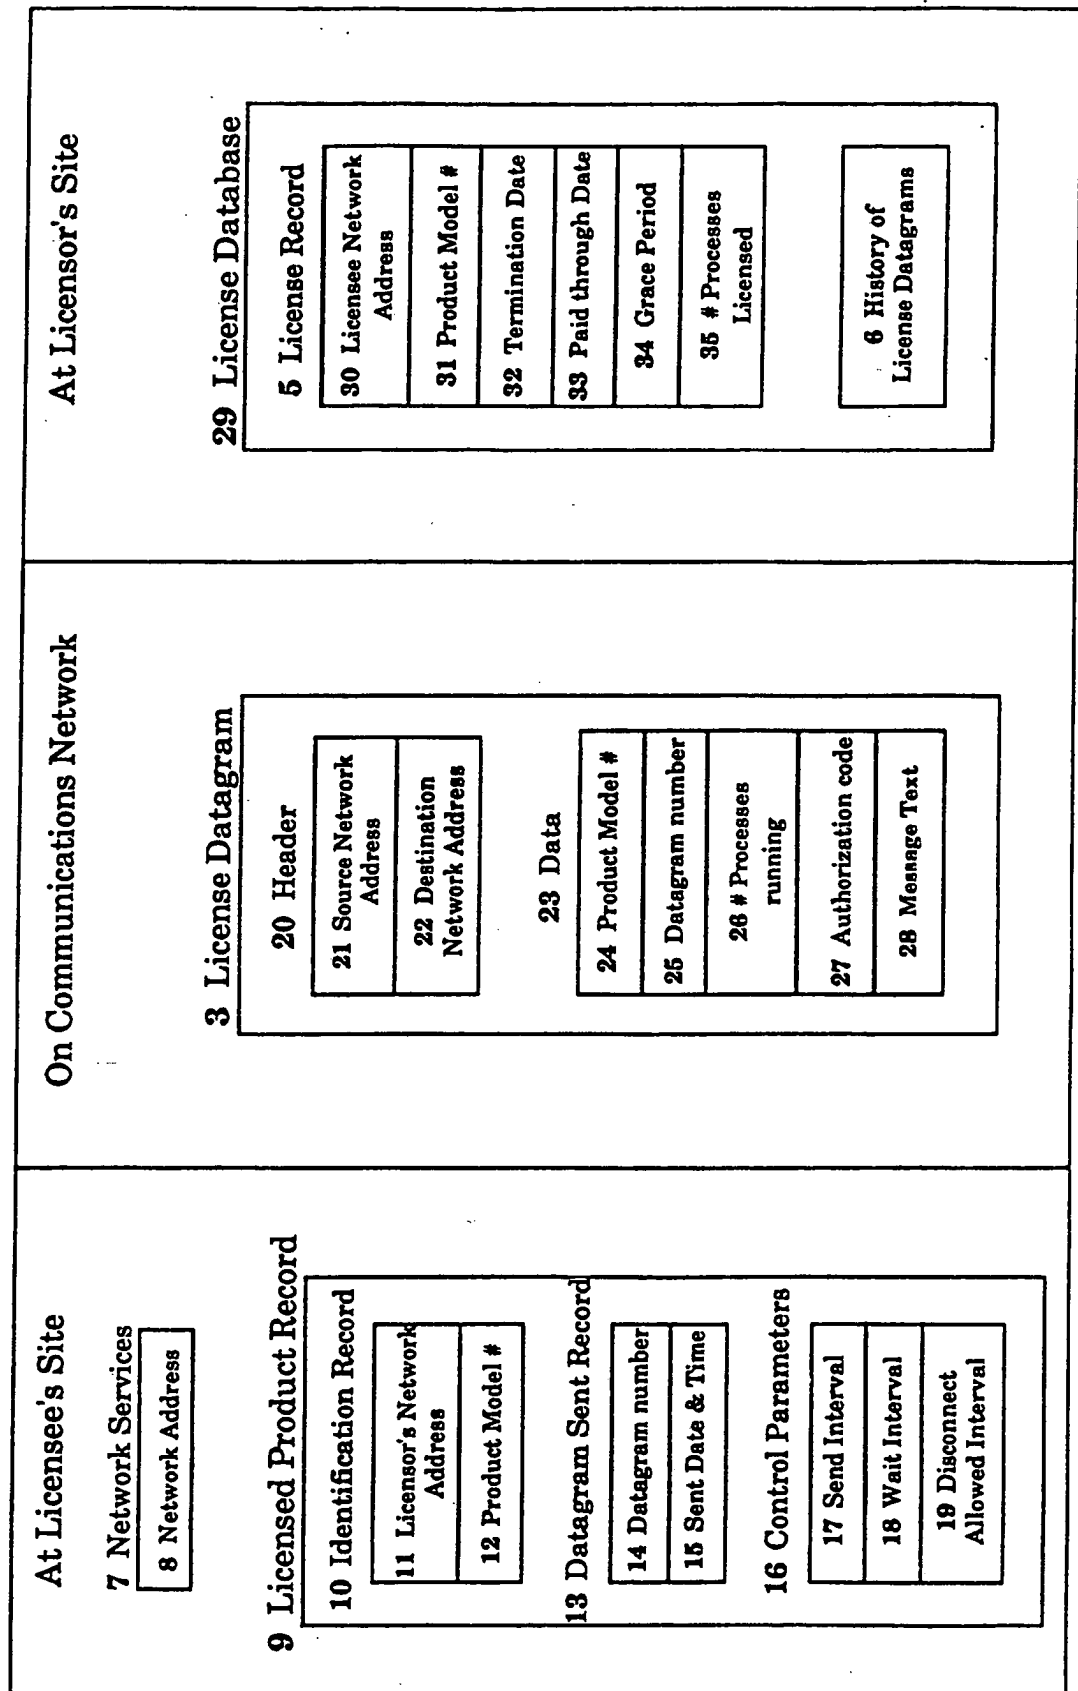 At Licensee's Site
7 Network Services
8 Network Address
9 Licensed Product Record
10 Identification Record
11 Licensor's Network
Address
12 Product Model #
13 Datagram Sent Record
14 Datagram number
15 Sent Date & Time
16 Control Parameters
17 Send Interval
18 Wait Interval
19 Disconnect
Allowed Interval
On Communications Network
3 License Datagram
20 Header
21 Source Network
Address
22 Destination
Network Address
23 Data
24 Product Model #
25 Datagram number
26 # Processes
running
27 Authorization code
28 Message Text
At Licensor's Site
29 License Database
5 License Record
30 Licensee Network
Address
31 Product Model #
32 Termination Date
33 Paid through Date
34 Grace Period
35 # Processes
Licensed
6 History of
License Datagrams